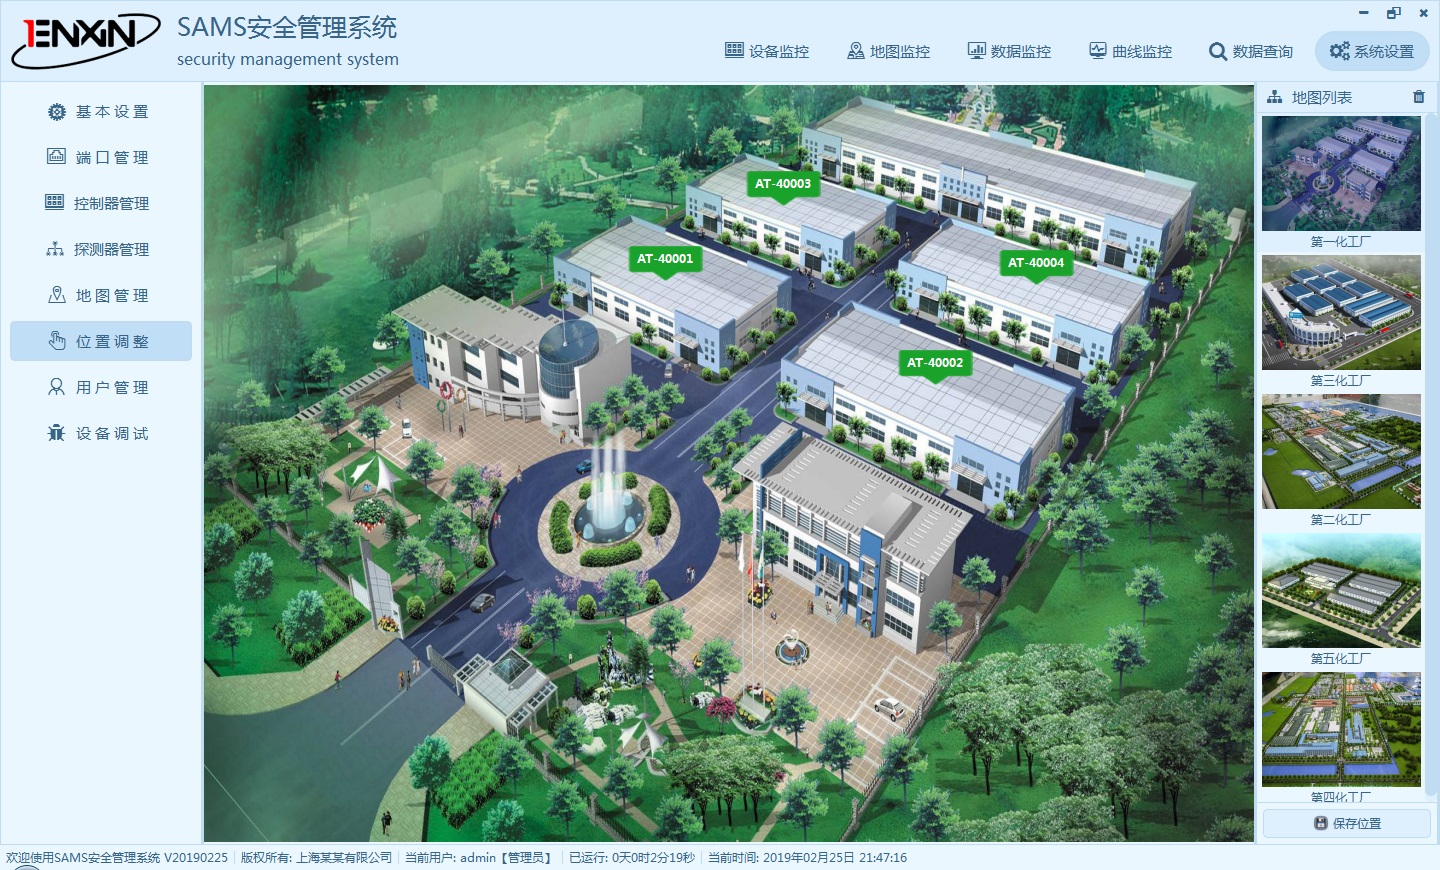 1ENXIN
SAMS安全管理系统
security management system
设备监控
地图监控
数据监控
曲线监控
数据查询
系统设置
基本设置
端口管理
控制器管理
探测器管理
地图管理
位置调整
用户管理
设备调试
AT-40003
AT-40001
AT-40004
AT-40002
地图列表
第一化工厂
第三化工厂
第二化工厂
第五化工厂
第四化工厂
保存位置
欢迎使用SAMS安全管理系统 V20190225
版权所有: 上海某某有限公司
当前用户: admin【管理员】
已运行: 0天0时2分19秒
当前时间: 2019年02月25日 21:47:16